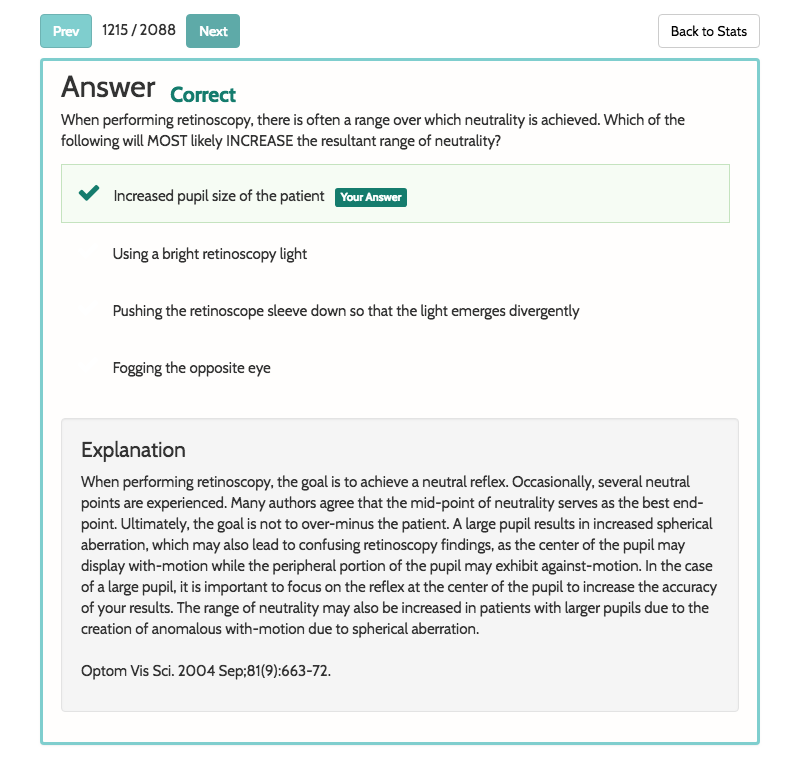 Prev 1215 / 2088 Next Back to Stats
Answer Correct
When performing retinoscopy, there is often a range over which neutrality is achieved. Which of the
following will MOST likely INCREASE the resultant range of neutrality?
Increased pupil size of the patient Your Answer
Using a bright retinoscopy light
Pushing the retinoscope sleeve down so that the light emerges divergently
Fogging the opposite eye
Explanation
When performing retinoscopy, the goal is to achieve a neutral reflex. Occasionally, several neutral
points are experienced. Many authors agree that the mid-point of neutrality serves as the best end-
point. Ultimately, the goal is not to over-minus the patient. A large pupil results in increased spherical
aberration, which may also lead to confusing retinoscopy findings, as the center of the pupil may
display with-motion while the peripheral portion of the pupil may exhibit against-motion. In the case
of a large pupil, it is important to focus on the reflex at the center of the pupil to increase the accuracy
of your results. The range of neutrality may also be increased in patients with larger pupils due to the
creation of anomalous with-motion due to spherical aberration.
Optom Vis Sci. 2004 Sep;81(9):663-72.